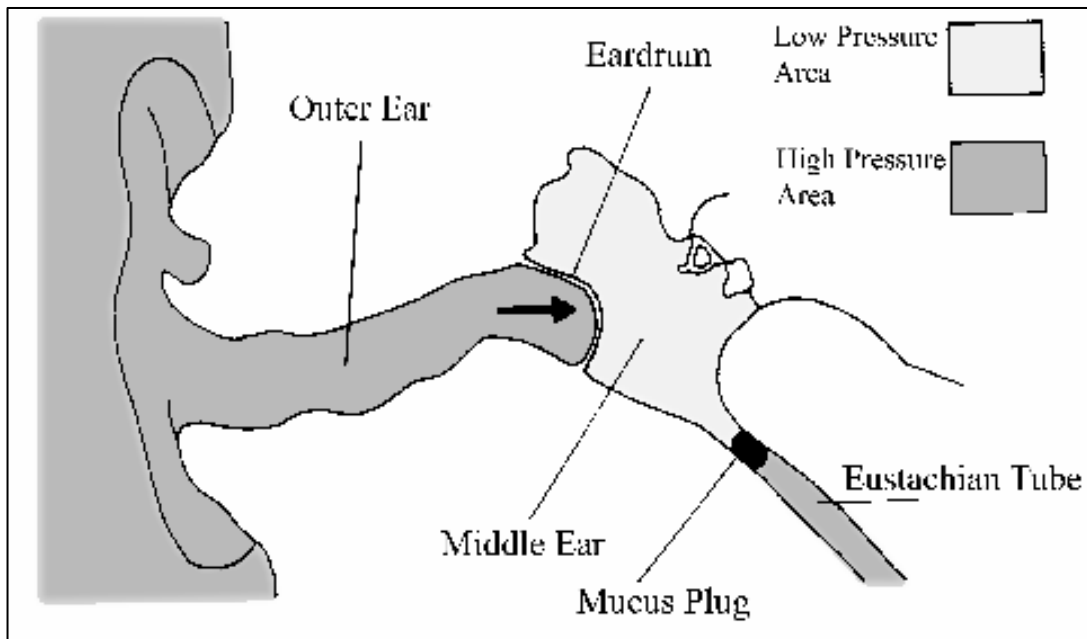 Eardrum
Outer Ear
Low Pressure
Area
High Pressure
Area
Eustachian Tube
Middle Ear
Mucus Plug